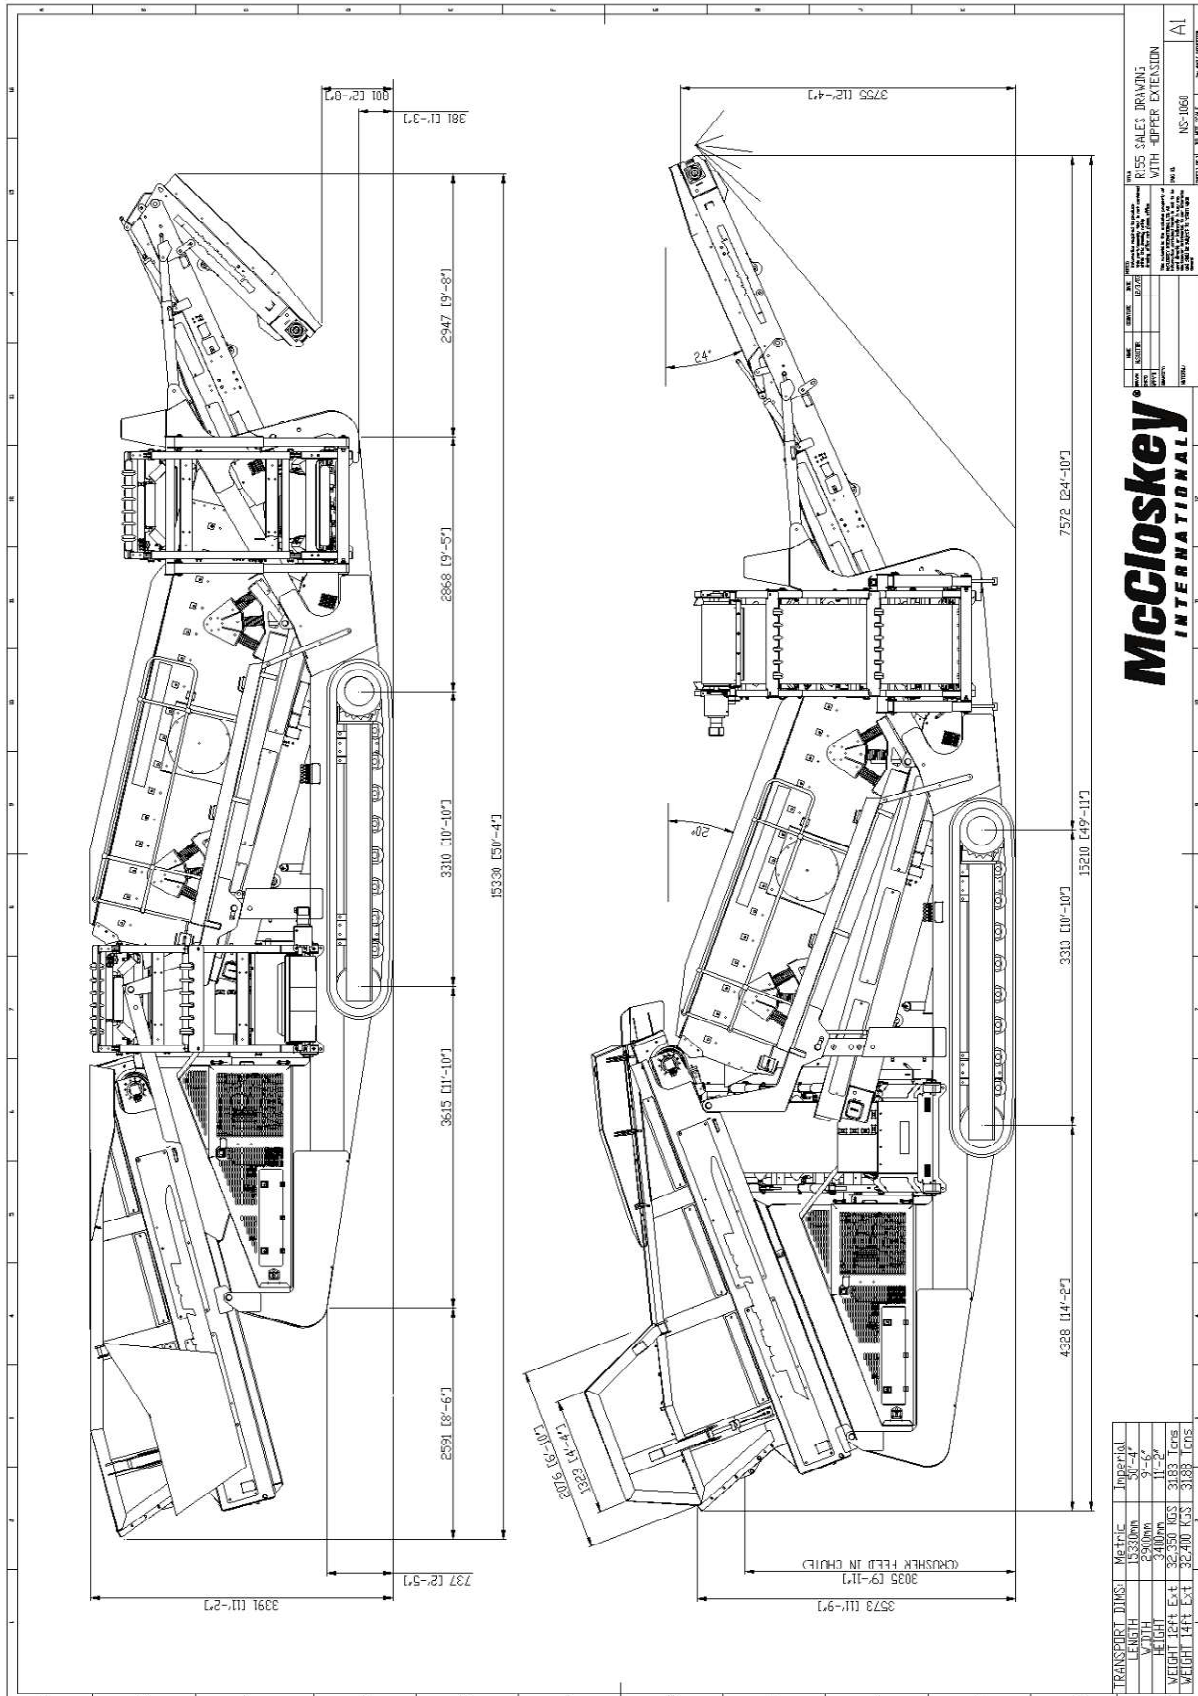 801 [2'-8"]
381 [1'-3"]
2947 [9'-8"]
2868 [9'-5"]
3310 [10'-10"]
15330 [50'-4"]
3615 [11'-10"]
2591 [8'-6"]
737 [2'-5"]
3391 [11'-2"]
3755 [12'-4"]
24°
7572 [24'-10"]
20°
3310 [10'-10"]
15210 [49'-11"]
4328 [14'-2"]
2076 [6'-10"]
1323 [4'-4"]
(CRUSHER FEED IN CHUTE)
3035 [9'-11"]
3573 [11'-9"]
TRANSPORT DIMS: Metric Imperial
LENGTH 15330mm 50'-4"
WIDTH 2900mm 9'-6"
HEIGHT 3400mm 11'-2"
WEIGHT 12ft Ext 32,350 KGS 31.83 Tons
WEIGHT 14ft Ext 32,400 KGS 31.88 Tons
McCloskey®
INTERNATIONAL
R155 SALES DRAWING
WITH HOPPER EXTENSION
NS-1060
A1